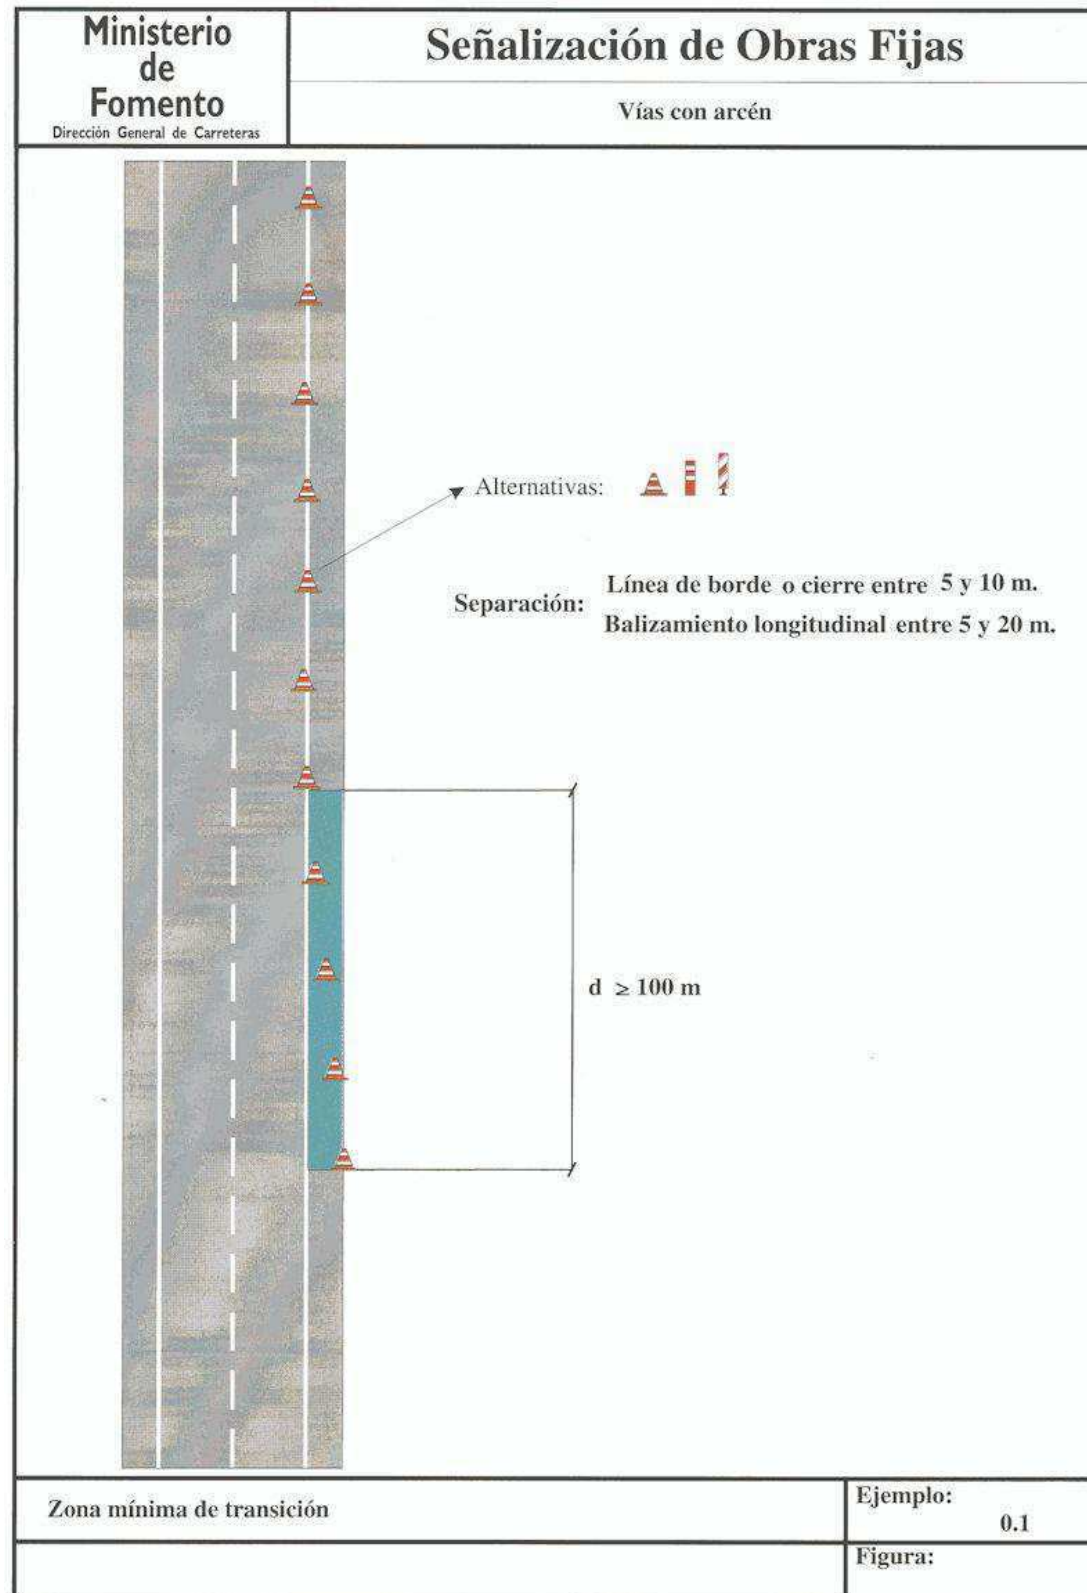 Ministerio
de
Fomento
Dirección General de Carreteras
Señalización de Obras Fijas
Vías con arcén
Alternativas:
Separación:
Línea de borde o cierre entre 5 y 10 m.
Balizamiento longitudinal entre 5 y 20 m.
d ≥ 100 m
Zona mínima de transición
Ejemplo:
0.1
Figura: